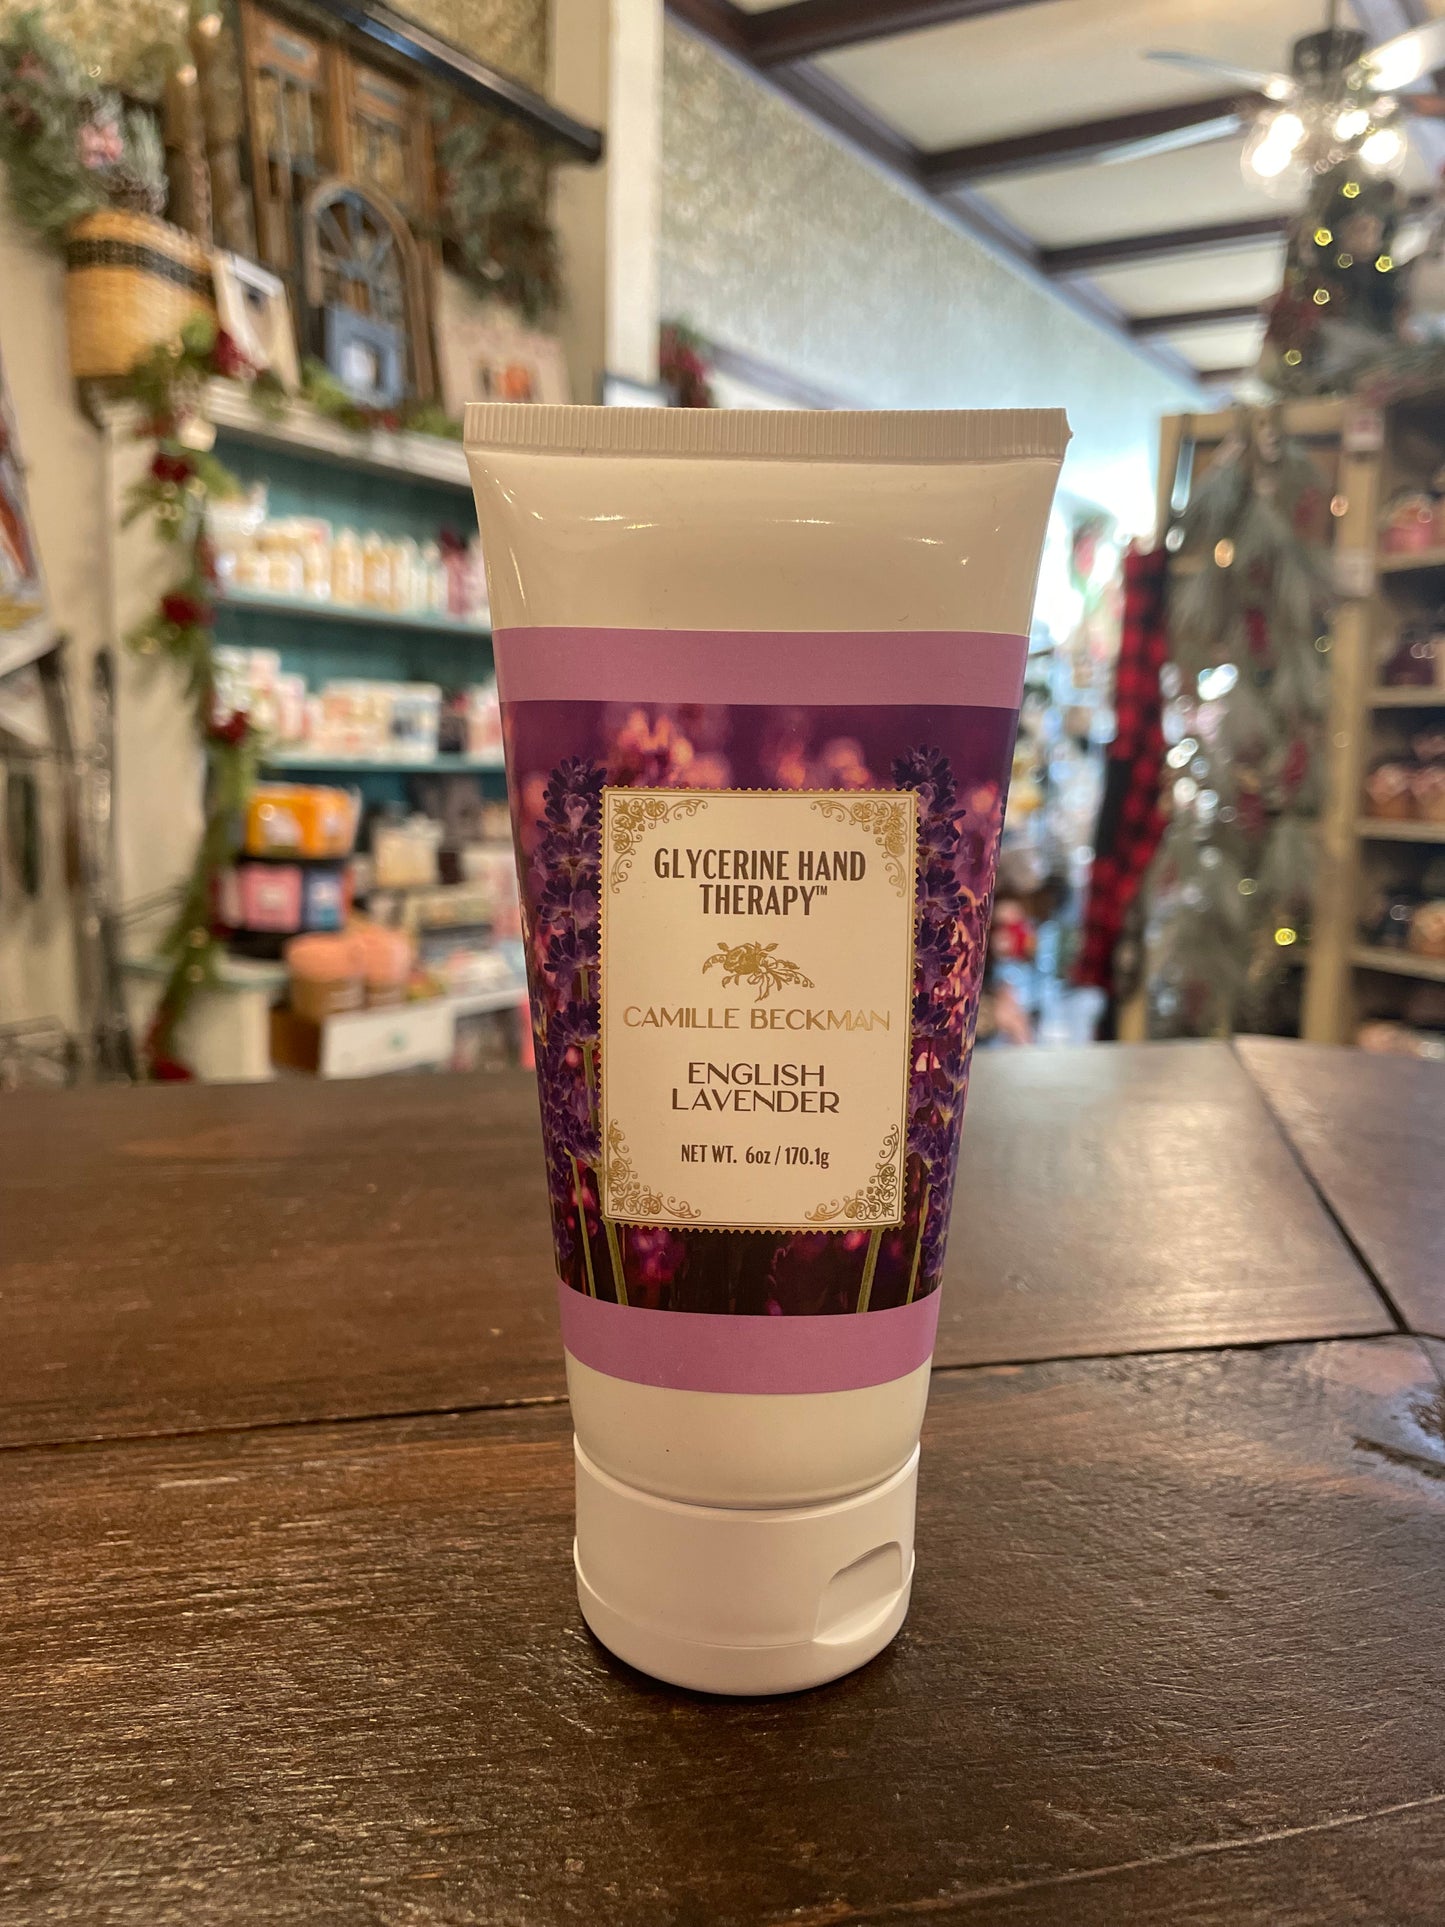 GLYCERINE HAND
THERAPY™
CAMILLE BECKMAN
ENGLISH
LAVENDER
NET WT. 6oz / 170.1g